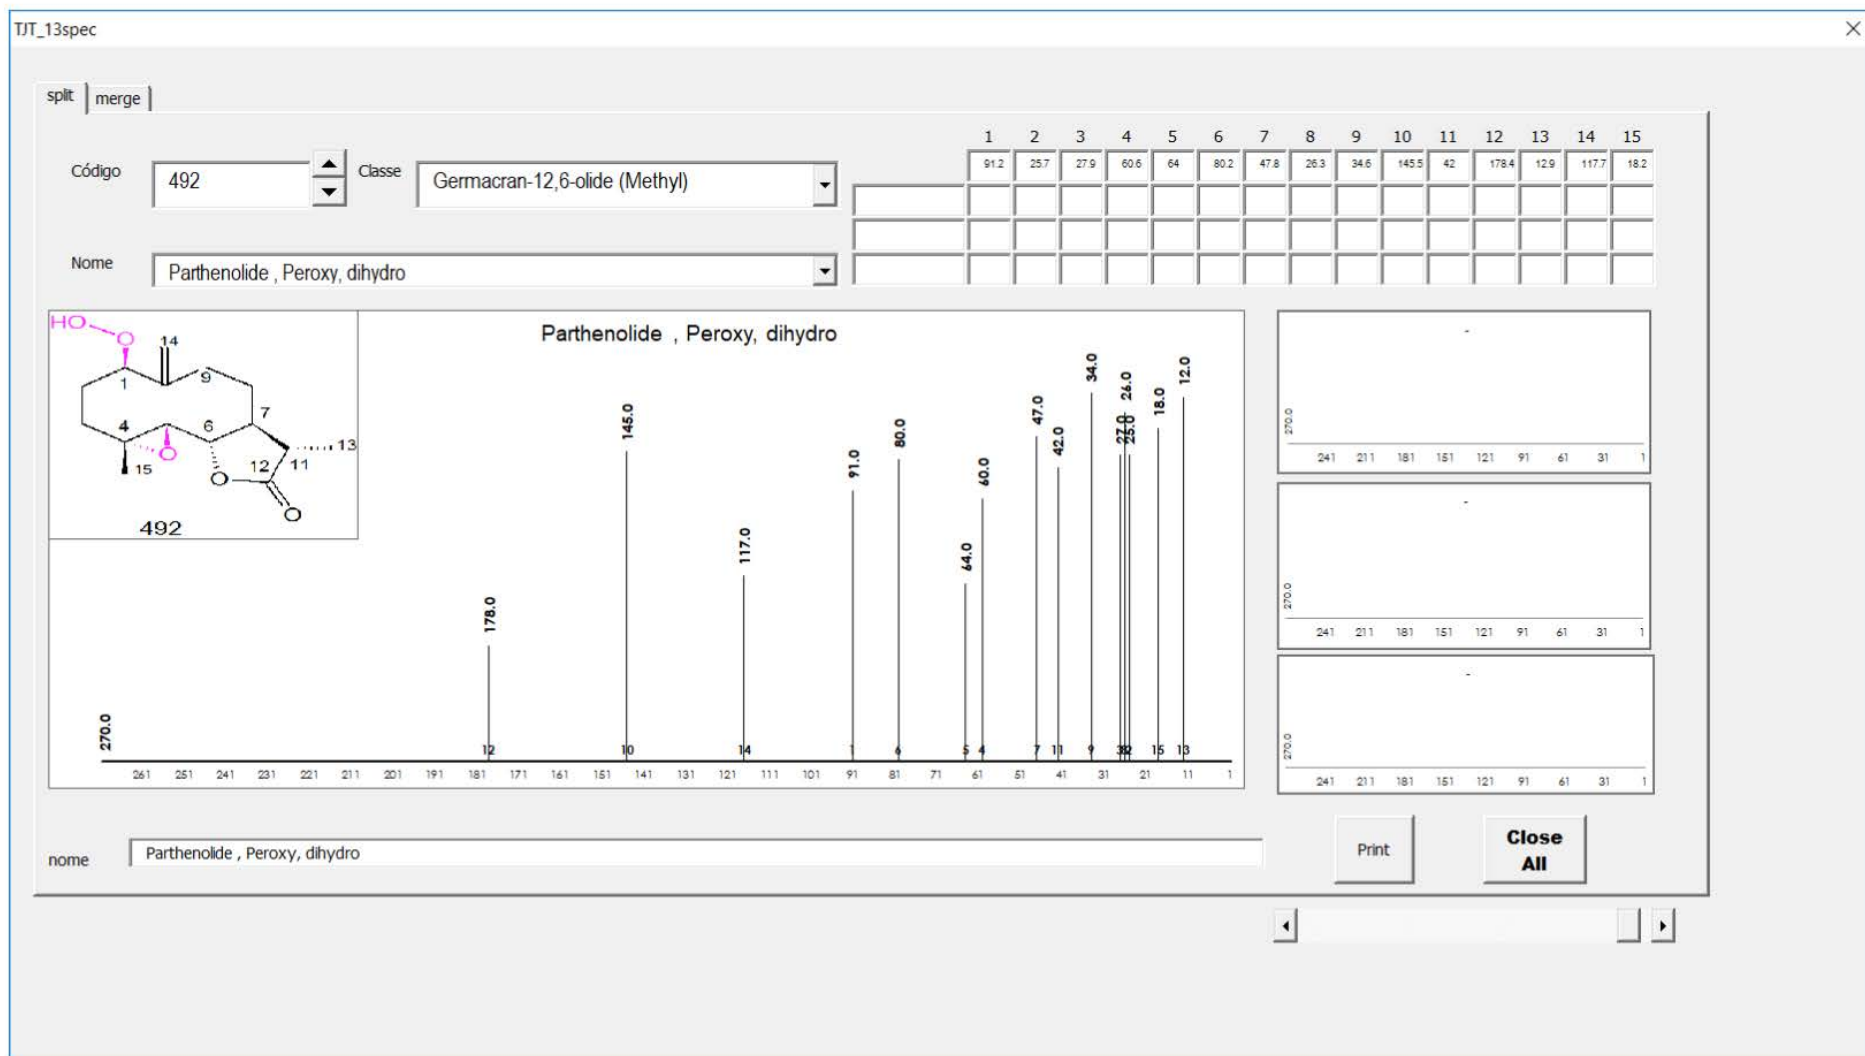 TJT_13spec
split merge
1 2 3 4 5 6 7 8 9 10 11 12 13 14 15
Código 492 Classe Germacran-12,6-olide (Methyl)
91.2 25.7 27.9 60.6 64 80.2 47.8 26.3 34.6 145.5 42 178.4 12.9 117.7 18.2
Nome Parthenolide , Peroxy, dihydro
HO
O
14
1
9
4
6
7
O
15
12
11
13
O
O
492
Parthenolide , Peroxy, dihydro
270.0
178.0
145.0
117.0
91.0
80.0
64.0
60.0
47.0
42.0
34.0
27.0
26.0
25.0
18.0
12.0
12 10 14 1 6 5 4 7 11 9 3 8 2 15 13
261 251 241 231 221 211 201 191 181 171 161 151 141 131 121 111 101 91 81 71 61 51 41 31 21 11 1
-
270.0
241 211 181 151 121 91 61 31 1
-
270.0
241 211 181 151 121 91 61 31 1
-
270.0
241 211 181 151 121 91 61 31 1
nome Parthenolide , Peroxy, dihydro
Print
Close
All